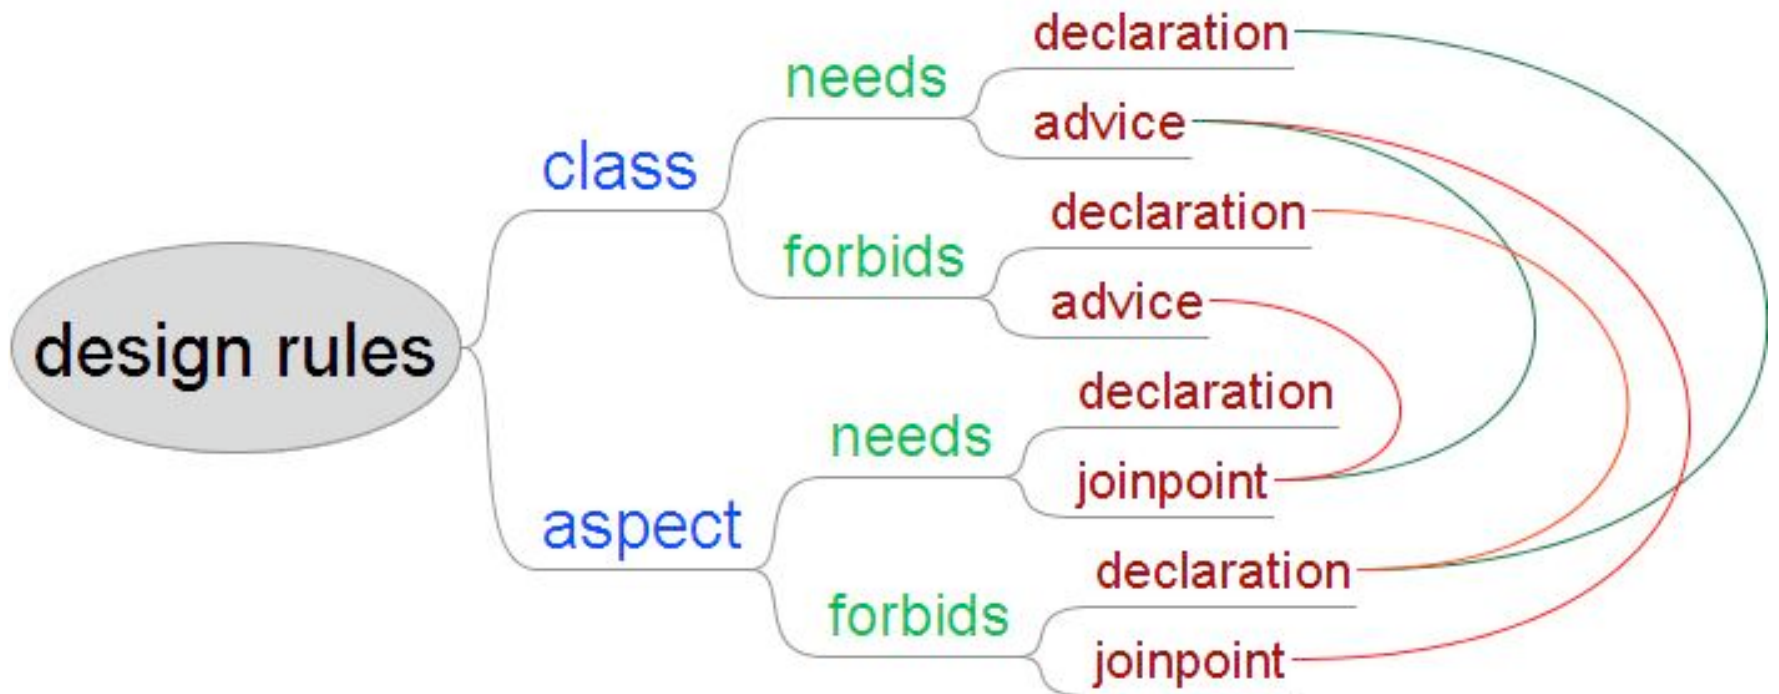 design rules
class
needs
declaration
advice
forbids
declaration
advice
aspect
needs
declaration
joinpoint
forbids
declaration
joinpoint